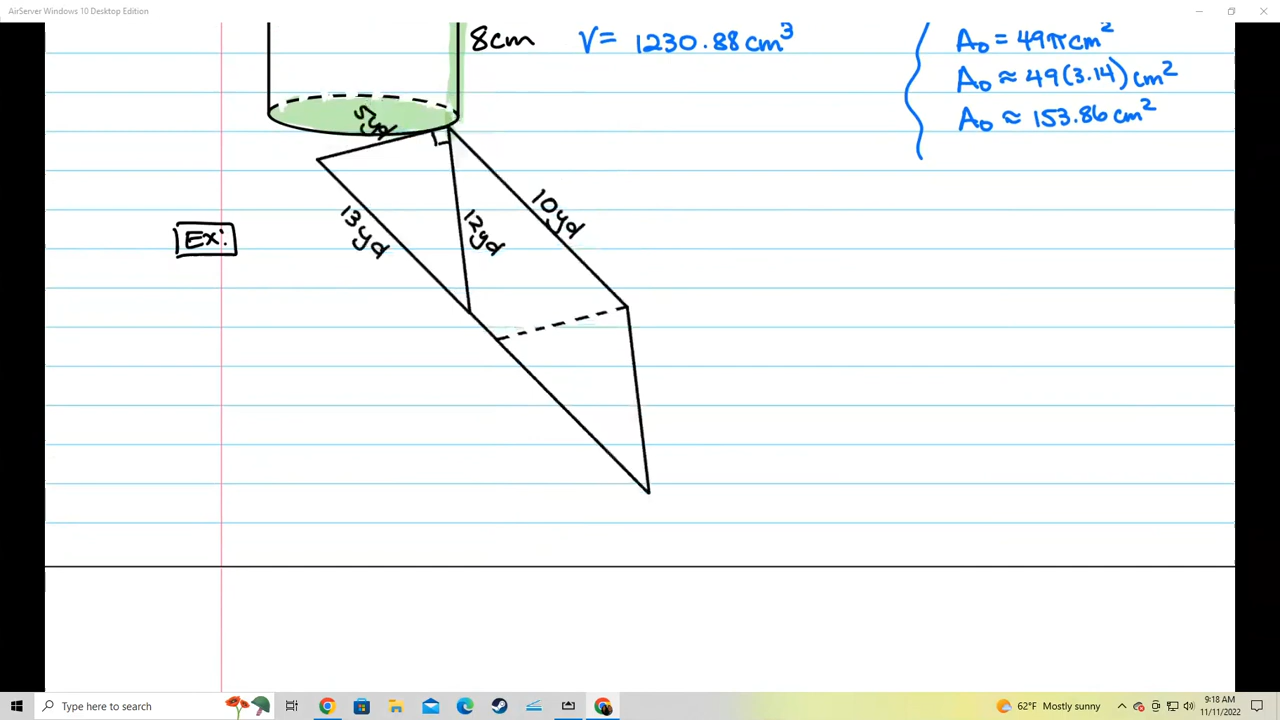 AirServer Windows 10 Desktop Edition
8cm
V= 1230.88 cm³
A₀ = 49π cm²
A₀ ≈ 49(3.14) cm²
A₀ ≈ 153.86 cm²
5yd
Ex:
13yd
12yd
10yd
Type here to search
62°F Mostly sunny
9:18 AM
11/11/2022